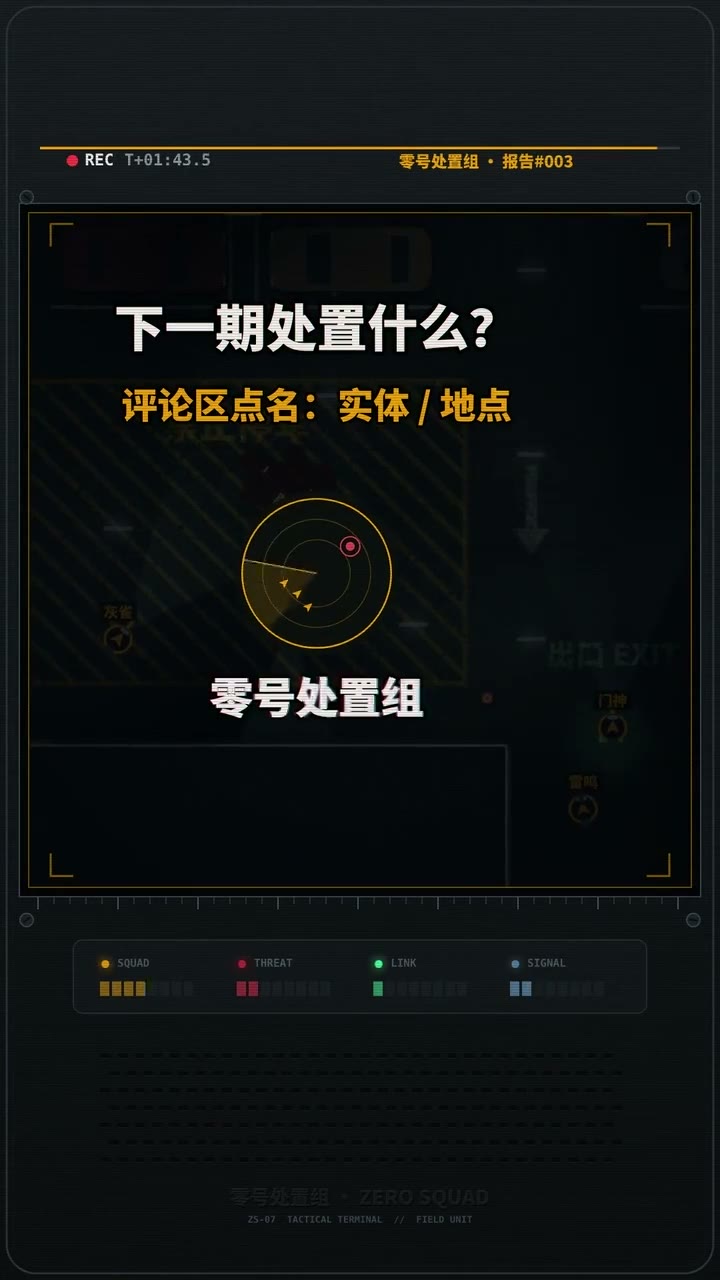 REC T+01:43.5
零号处置组 • 报告#003
下一期处置什么?
评论区点名：实体 / 地点
灰雀
出口 EXIT
零号处置组
门神
雷鸣
SQUAD
THREAT
LINK
SIGNAL
零号处置组 • ZERO SQUAD
ZS-07 TACTICAL TERMINAL // FIELD UNIT